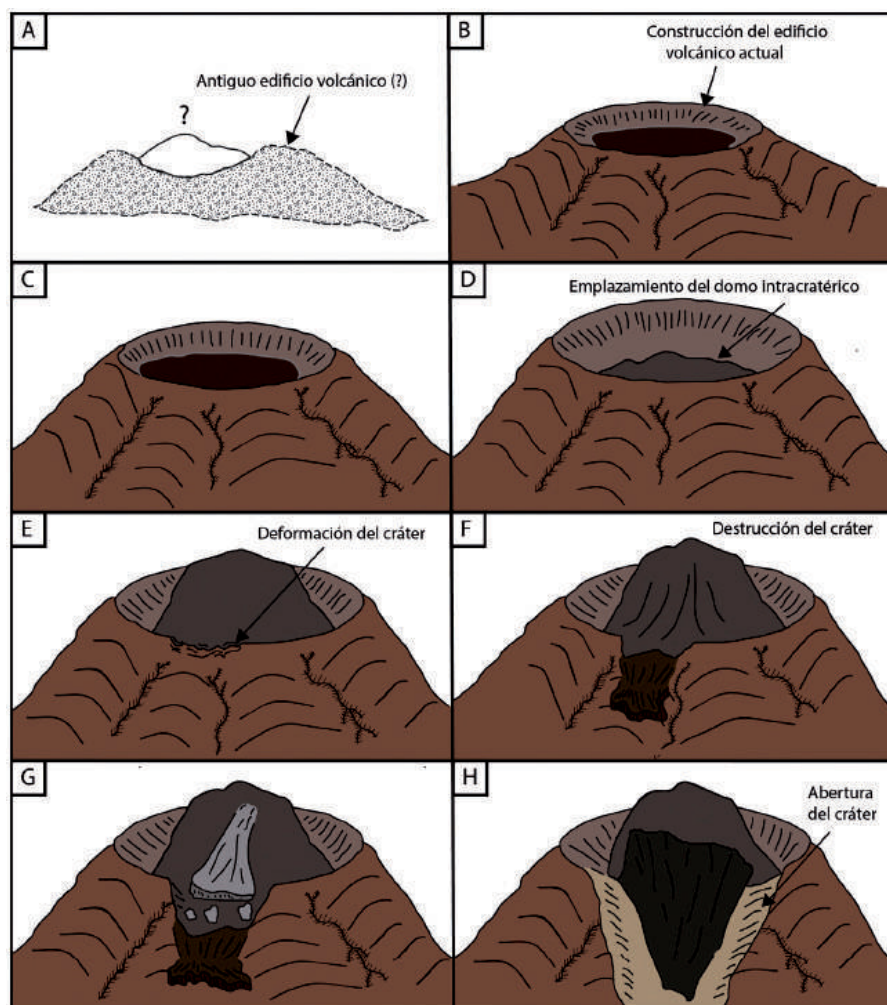 A
Antiguo edificio volcánico (?)
?
B
Construcción del edificio
volcánico actual
C
D
Emplazamiento del domo intracratérico
E
Deformación del cráter
F
Destrucción del cráter
G
H
Abertura
del cráter